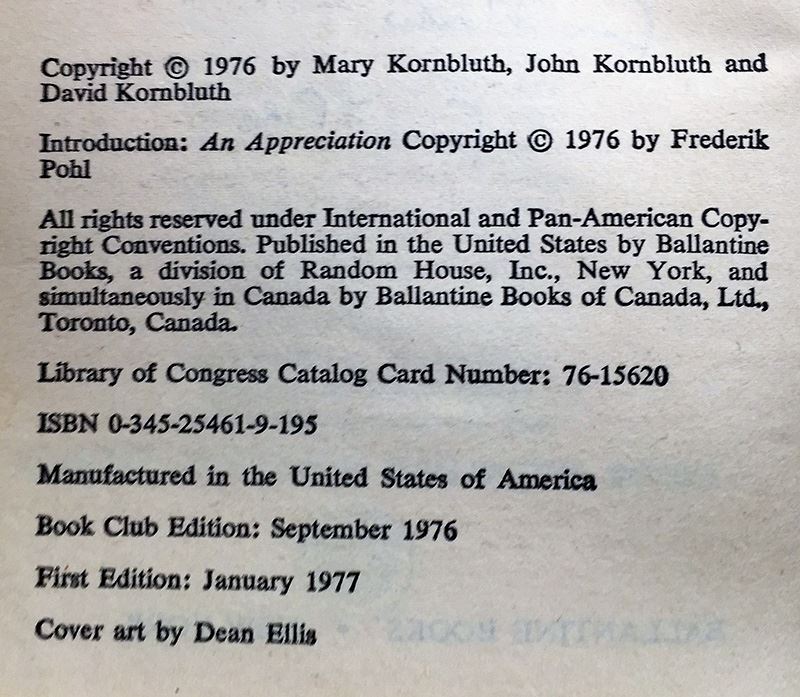 Copyright © 1976 by Mary Kornbluth, John Kornbluth and
David Kornbluth
Introduction: An Appreciation Copyright © 1976 by Frederik
Pohl
All rights reserved under International and Pan-American Copy-
right Conventions. Published in the United States by Ballantine
Books, a division of Random House, Inc., New York, and
simultaneously in Canada by Ballantine Books of Canada, Ltd.,
Toronto, Canada.
Library of Congress Catalog Card Number: 76-15620
ISBN 0-345-25461-9-195
Manufactured in the United States of America
Book Club Edition: September 1976
First Edition: January 1977
Cover art by Dean Ellis